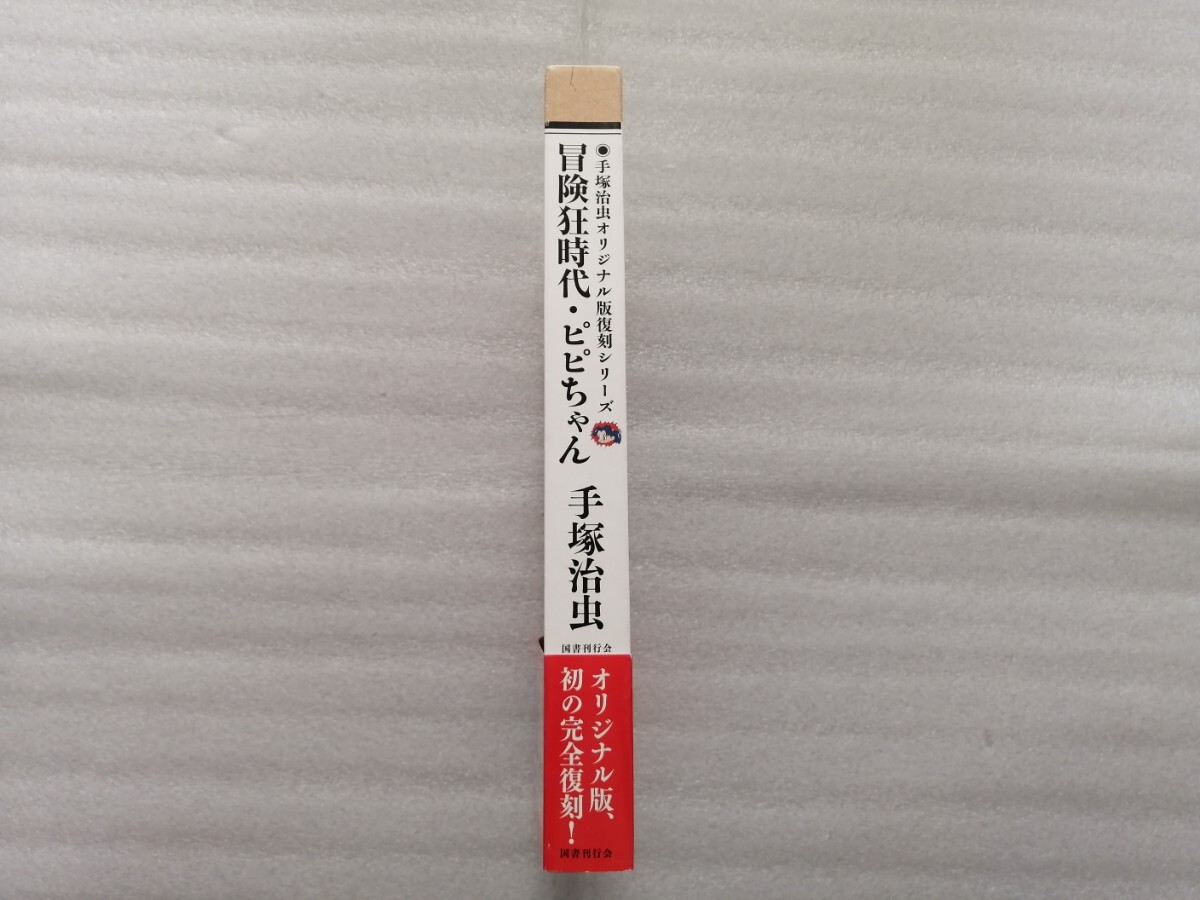 ◉手塚治虫オリジナル版復刻シリーズ
冒険狂時代・ピピちゃん
手塚治虫
国書刊行会
オリジナル版、
初の完全復刻！
国書刊行会